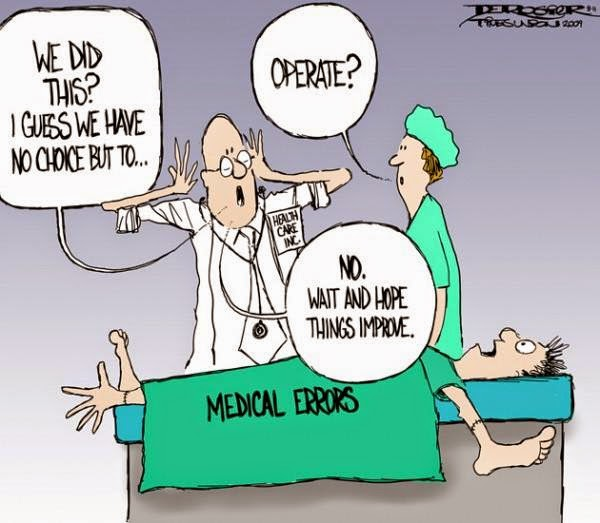 WE DID
THIS?
I GUESS WE HAVE
NO CHOICE BUT TO...
OPERATE?
HEALTH
CARE
INC.
NO.
WAIT AND HOPE
THINGS IMPROVE.
MEDICAL ERRORS